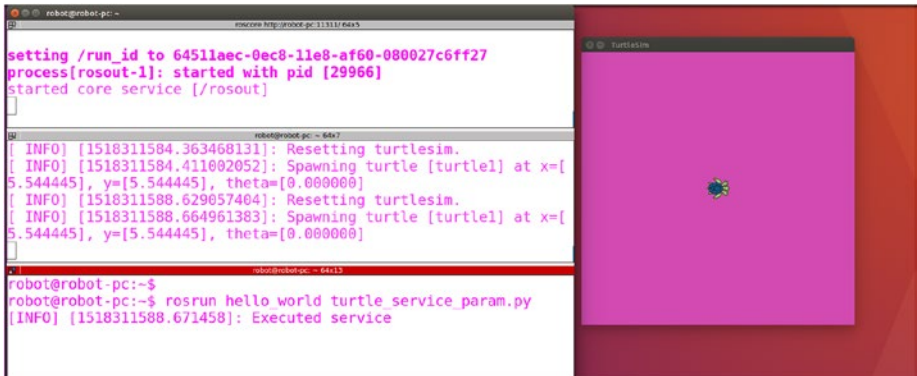 robot@robot-pc: ~
roscore http://robot-pc:11311/ 64x5
setting /run_id to 64511aec-0ec8-11e8-af60-080027c6ff27
process[rosout-1]: started with pid [29966]
started core service [/rosout]
robot@robot-pc: ~ 64x7
[ INFO] [1518311584.363468131]: Resetting turtlesim.
[ INFO] [1518311584.411002052]: Spawning turtle [turtle1] at x=[
5.544445], y=[5.544445], theta=[0.000000]
[ INFO] [1518311588.629057404]: Resetting turtlesim.
[ INFO] [1518311588.664961383]: Spawning turtle [turtle1] at x=[
5.544445], y=[5.544445], theta=[0.000000]
robot@robot-pc: ~ 64x13
robot@robot-pc:~$
robot@robot-pc:~$ rosrun hello_world turtle_service_param.py
[INFO] [1518311588.671458]: Executed service
TurtleSim